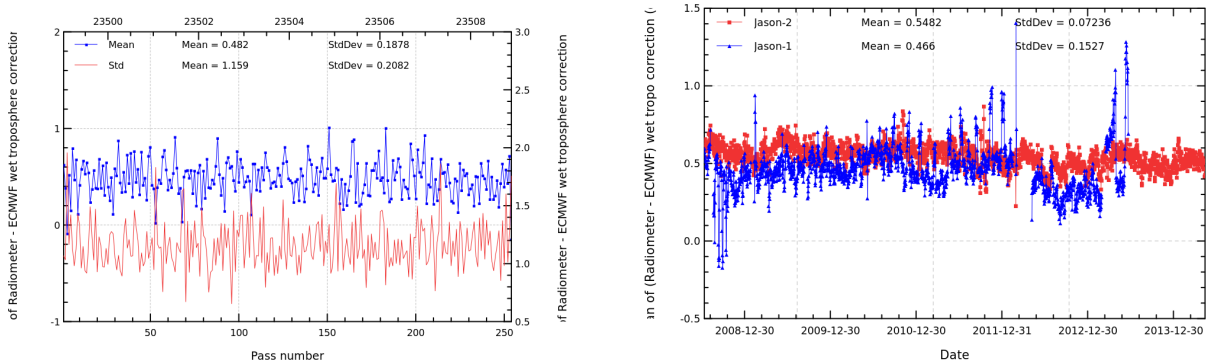 23500 23502 23504 23506 23508
Mean Mean = 0.482 StdDev = 0.1878
Std Mean = 1.159 StdDev = 0.2082
of Radiometer - ECMWF wet troposphere correction
2
1
0
-1
3.0
2.5
2.0
1.5
1.0
0.5
of Radiometer - ECMWF wet troposphere correction
50 100 150 200 250
Pass number
Jason-2 Mean = 0.5482 StdDev = 0.07236
Jason-1 Mean = 0.466 StdDev = 0.1527
of (Radiometer - ECMWF) wet tropo correction (
1.5
1.0
0.5
0.0
-0.5
2008-12-30 2009-12-30 2010-12-30 2011-12-31 2012-12-30 2013-12-30
Date